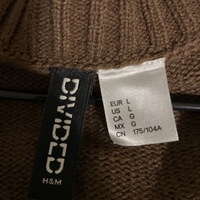 DIVIDED
H&M
EUR L
US L
CA G
MX G
CN 175/104A